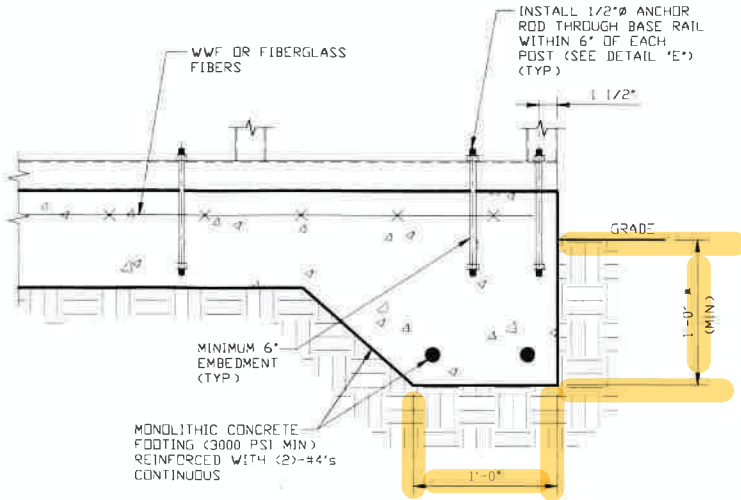 INSTALL 1/2"Ø ANCHOR
ROD THROUGH BASE RAIL
WITHIN 6" OF EACH
POST (SEE DETAIL "E")
(TYP)
WWF OR FIBERGLASS
FIBERS
1 1/2"
GRADE
1'-0" *
(MIN)
MINIMUM 6"
EMBEDMENT
(TYP)
MONOLITHIC CONCRETE
FOOTING (3000 PSI MIN)
REINFORCED WITH (2)-#4's
CONTINUOUS
1'-0"